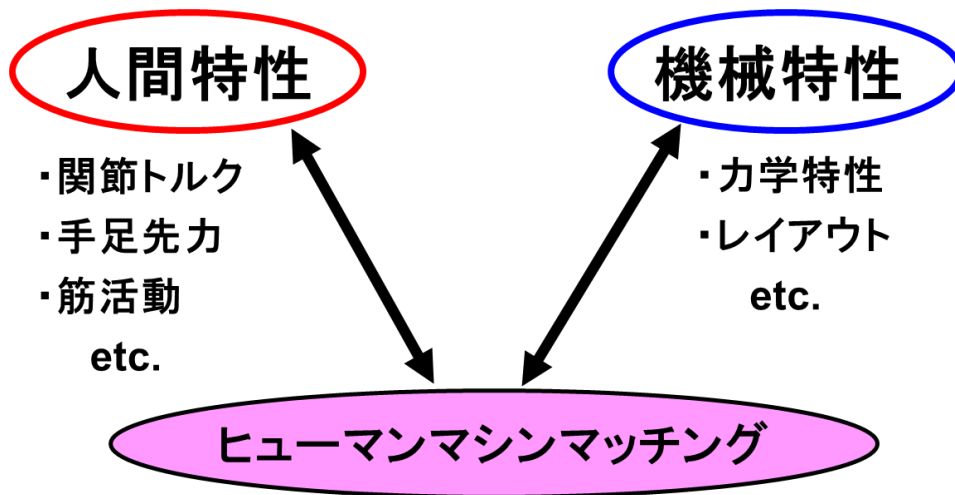 人間特性
・関節トルク
・手足先力
・筋活動
etc.
機械特性
・力学特性
・レイアウト
etc.
ヒューマンマシンマッチング